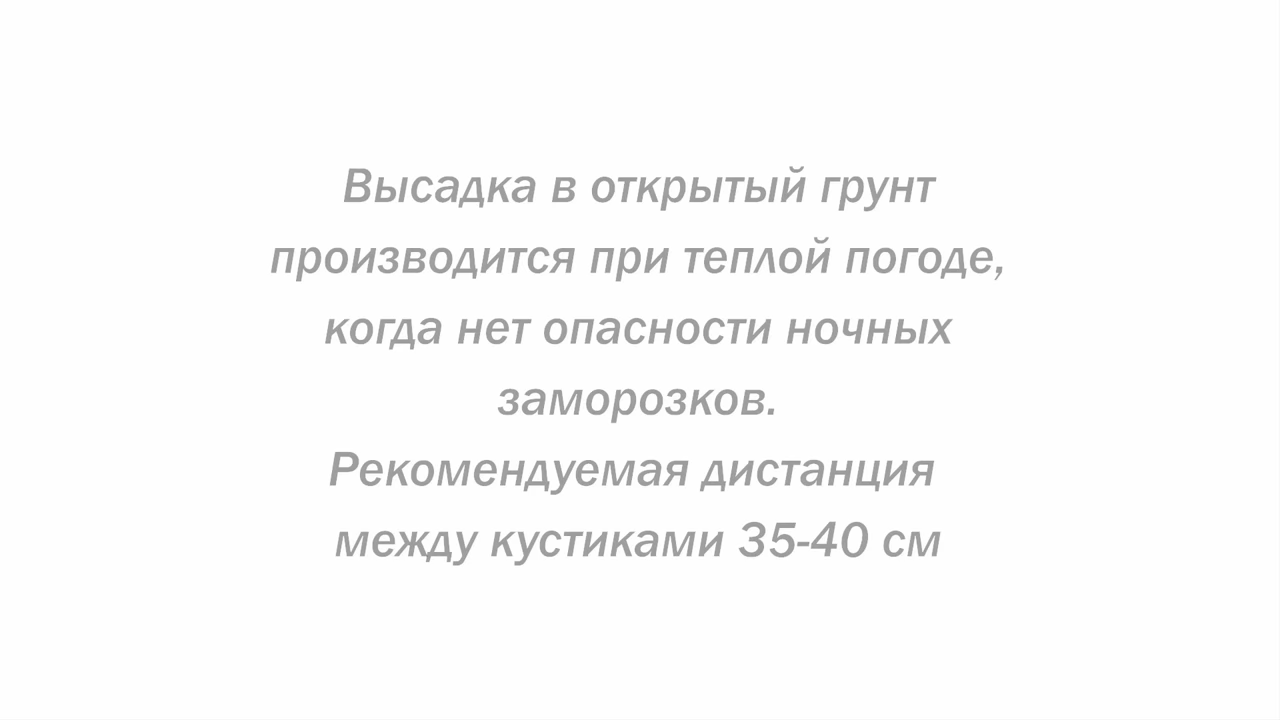 Высадка в открытый грунт
производится при теплой погоде,
когда нет опасности ночных
заморозков.
Рекомендуемая дистанция
между кустиками 35-40 см